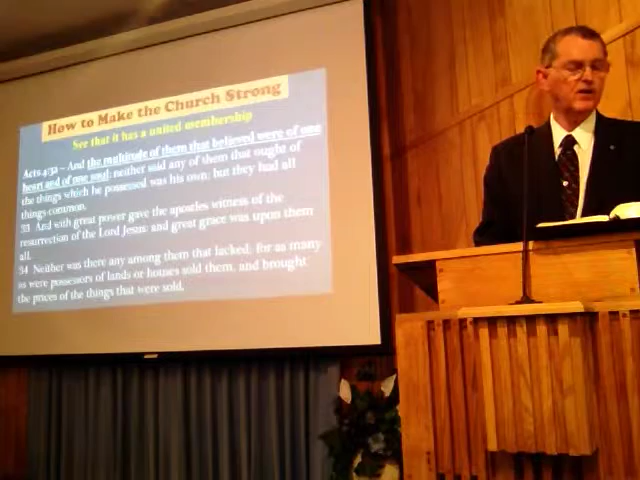 How to Make the Church Strong
See that it has a united membership
Acts 4:32 – And the multitude of them that believed were of one
heart and of one soul: neither said any of them that ought of
the things which he possessed was his own; but they had all
things common.
33 And with great power gave the apostles witness of the
resurrection of the Lord Jesus: and great grace was upon them
all.
34 Neither was there any among them that lacked: for as many
as were possessors of lands or houses sold them, and brought
the prices of the things that were sold,